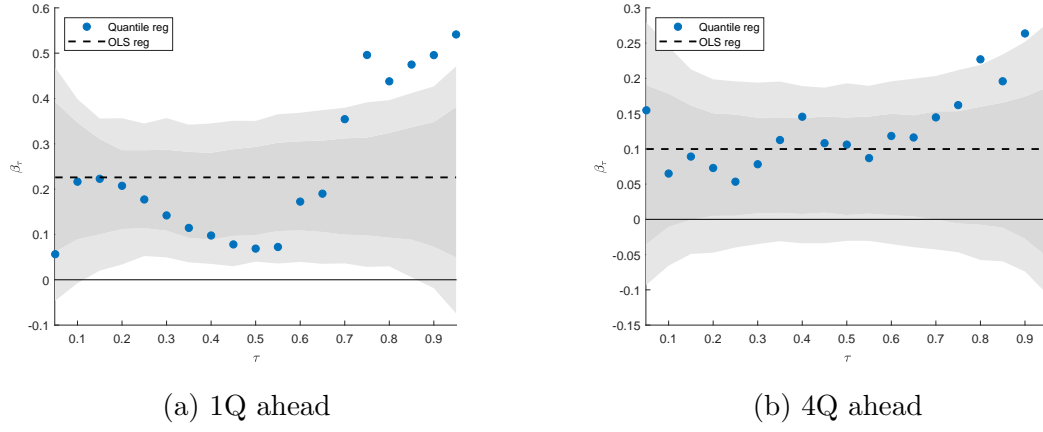 0.6
0.5
0.4
0.3
0.2
0.1
0
-0.1
β_τ
Quantile reg
OLS reg
0.1 0.2 0.3 0.4 0.5 0.6 0.7 0.8 0.9
τ
(a) 1Q ahead
0.3
0.25
0.2
0.15
0.1
0.05
0
-0.05
-0.1
-0.15
β_τ
Quantile reg
OLS reg
0.1 0.2 0.3 0.4 0.5 0.6 0.7 0.8 0.9
τ
(b) 4Q ahead